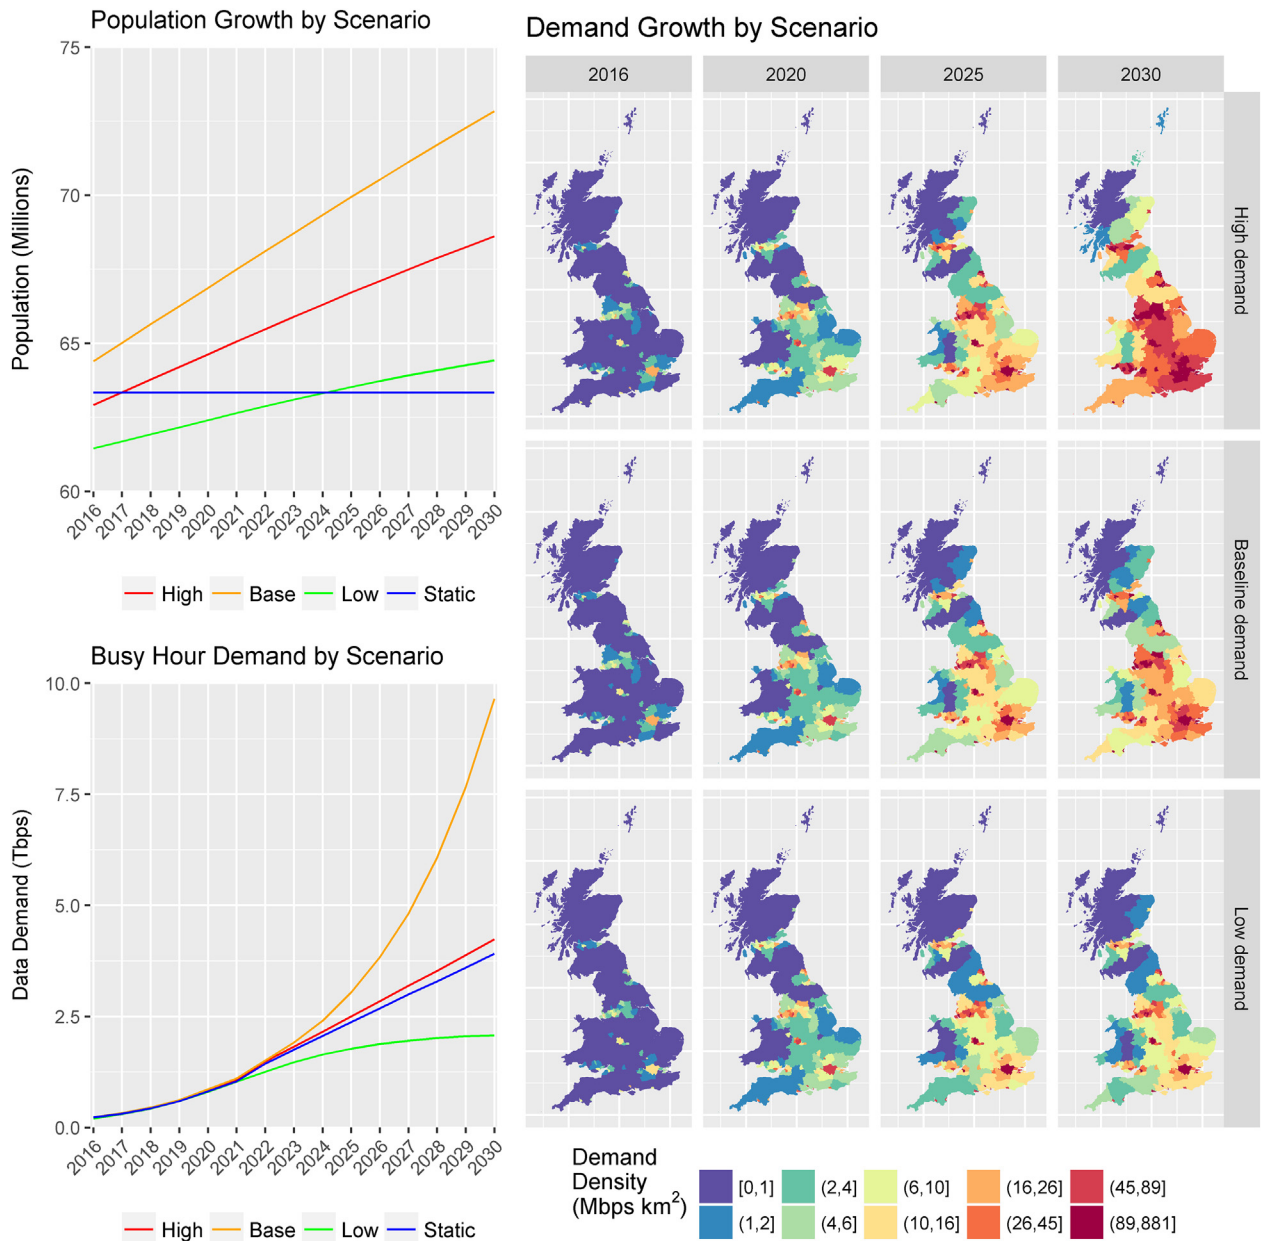 Population Growth by Scenario
75
70
65
60
Population (Millions)
2016 2017 2018 2019 2020 2021 2022 2023 2024 2025 2026 2027 2028 2029 2030
High Base Low Static
Busy Hour Demand by Scenario
10.0
7.5
5.0
2.5
0.0
Data Demand (Tbps)
2016 2017 2018 2019 2020 2021 2022 2023 2024 2025 2026 2027 2028 2029 2030
High Base Low Static
Demand Growth by Scenario
2016 2020 2025 2030
High demand
Baseline demand
Low demand
Demand
Density
(Mbps km²)
[0,1] (2,4] (6,10] (16,26] (45,89]
(1,2] (4,6] (10,16] (26,45] (89,881]